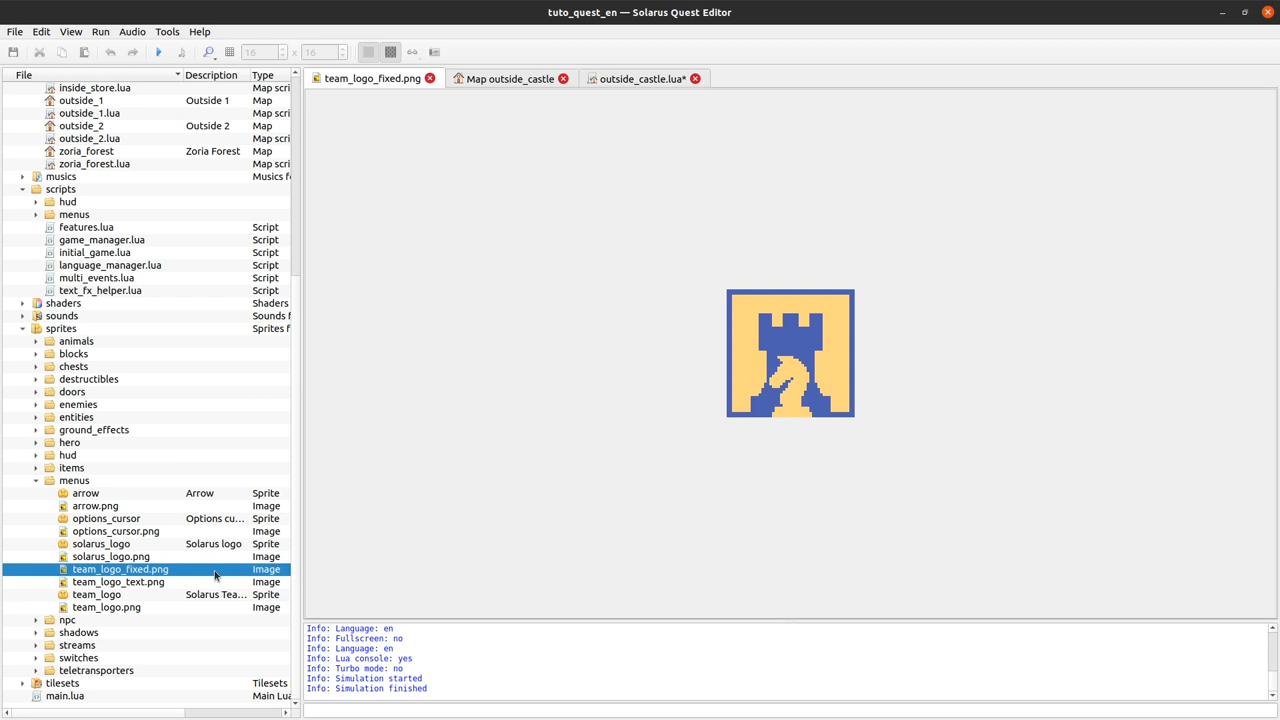 tuto_quest_en — Solarus Quest Editor
File Edit View Run Audio Tools Help
16 x 16
File Description Type
inside_store.lua Map scri
outside_1 Outside 1 Map
outside_1.lua Map scri
outside_2 Outside 2 Map
outside_2.lua Map scri
zoria_forest Zoria Forest Map
zoria_forest.lua Map scri
musics Musics f
scripts
hud
menus
features.lua Script
game_manager.lua Script
initial_game.lua Script
language_manager.lua Script
multi_events.lua Script
text_fx_helper.lua Script
shaders Shaders
sounds Sounds f
sprites Sprites f
animals
blocks
chests
destructibles
doors
enemies
entities
ground_effects
hero
hud
items
menus
arrow Arrow Sprite
arrow.png Image
options_cursor Options cu... Sprite
options_cursor.png Image
solarus_logo Solarus logo Sprite
solarus_logo.png Image
team_logo_fixed.png Image
team_logo_text.png Image
team_logo Solarus Tea... Sprite
team_logo.png Image
npc
shadows
streams
switches
teletransporters
tilesets Tilesets
main.lua Main Lua
team_logo_fixed.png Map outside_castle outside_castle.lua*
Info: Language: en
Info: Fullscreen: no
Info: Language: en
Info: Lua console: yes
Info: Turbo mode: no
Info: Simulation started
Info: Simulation finished